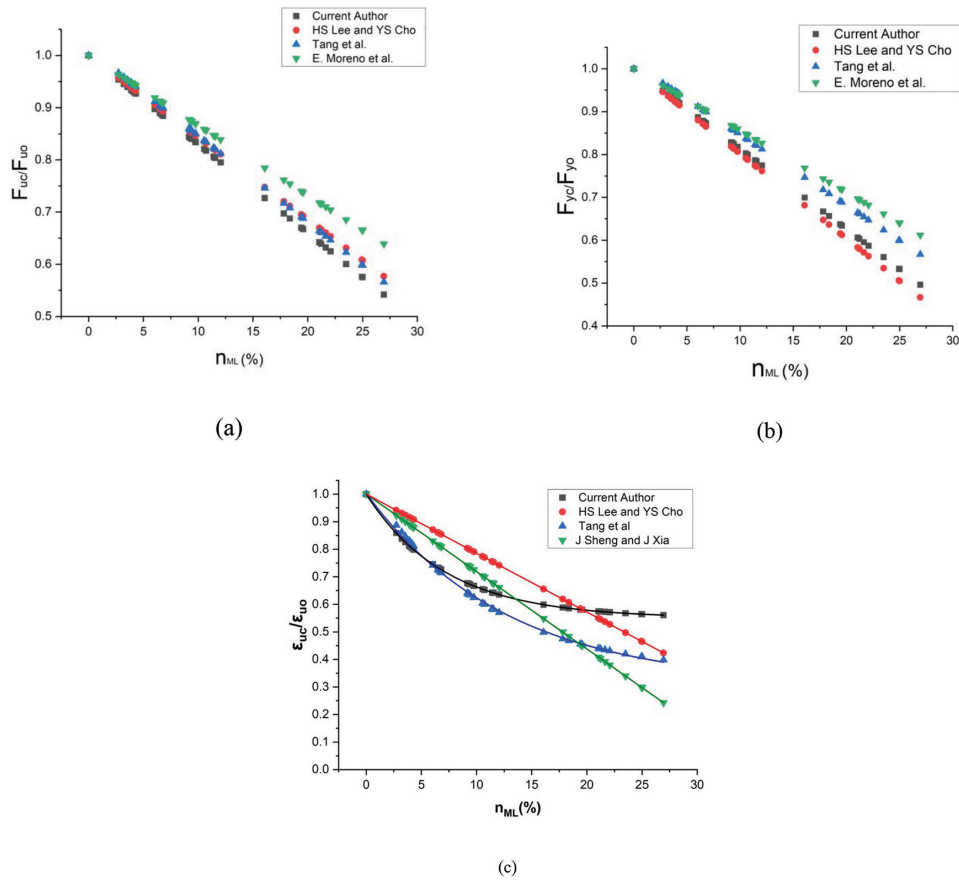 Current Author
HS Lee and YS Cho
Tang et al.
E. Moreno et al.
1.0
0.9
0.8
0.7
0.6
0.5
Fuc/Fuo
0 5 10 15 20 25 30
nML (%)
(a)
Current Author
HS Lee and YS Cho
Tang et al.
E. Moreno et al.
1.0
0.9
0.8
0.7
0.6
0.5
0.4
Fyc/Fyo
0 5 10 15 20 25 30
nML (%)
(b)
Current Author
HS Lee and YS Cho
Tang et al
J Sheng and J Xia
1.0
0.9
0.8
0.7
0.6
0.5
0.4
0.3
0.2
0.1
0.0
εuc/εuo
0 5 10 15 20 25 30
nML(%)
(c)